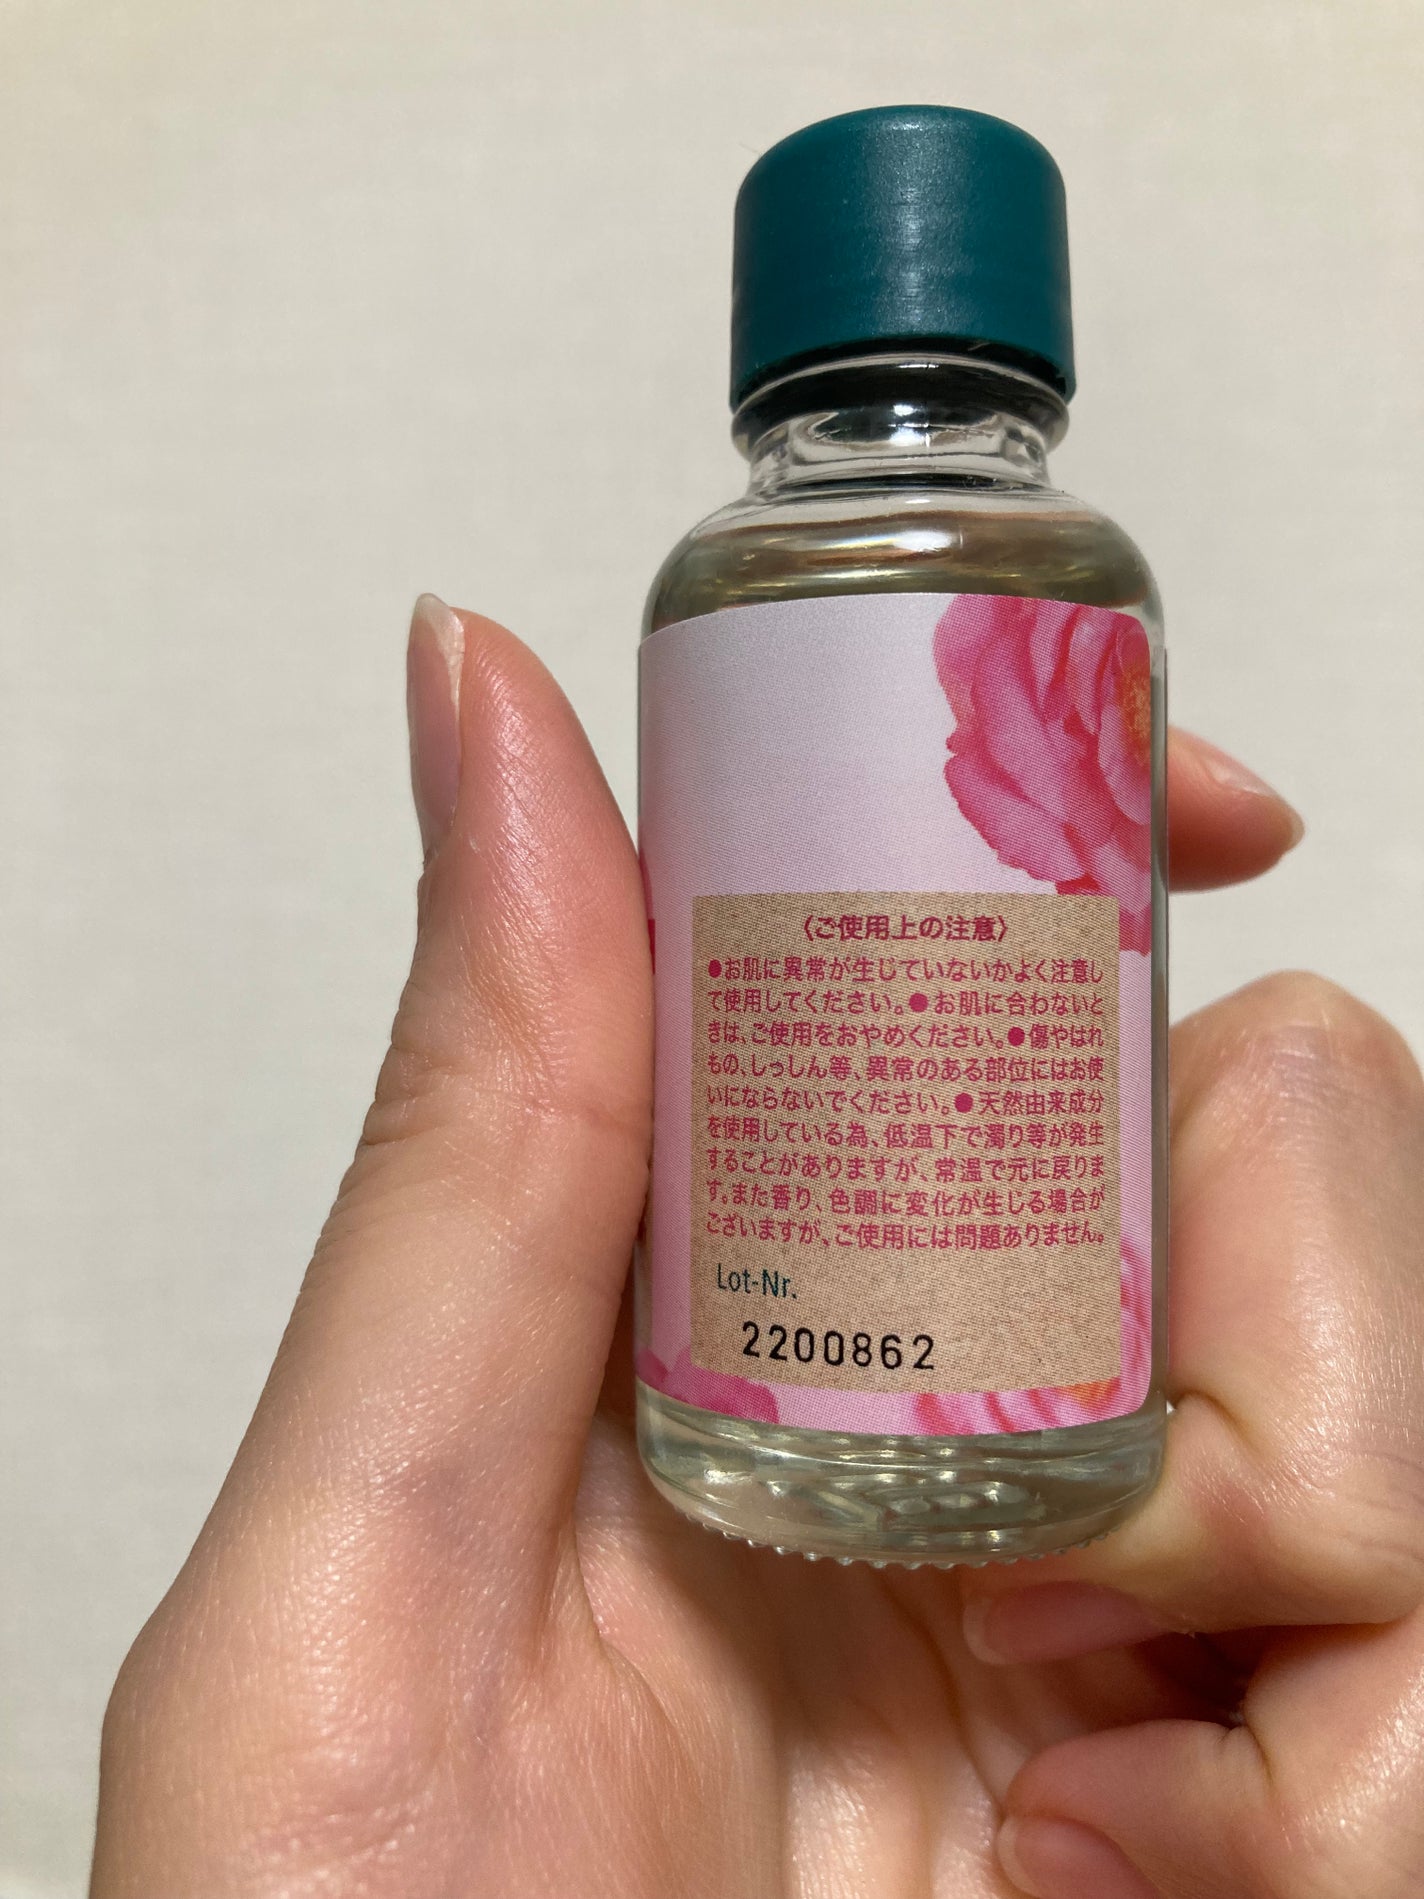 〈ご使用上の注意〉
●お肌に異常が生じていないかよく注意し
て使用してください。●お肌に合わないと
きは、ご使用をおやめください。●傷やはれ
もの、しっしん等、異常のある部位にはお使
いにならないでください。●天然由来成分
を使用している為、低温下で濁り等が発生
することがありますが、常温で元に戻りま
す。また香り、色調に変化が生じる場合が
ございますが、ご使用には問題ありません。
Lot-Nr.
2200862